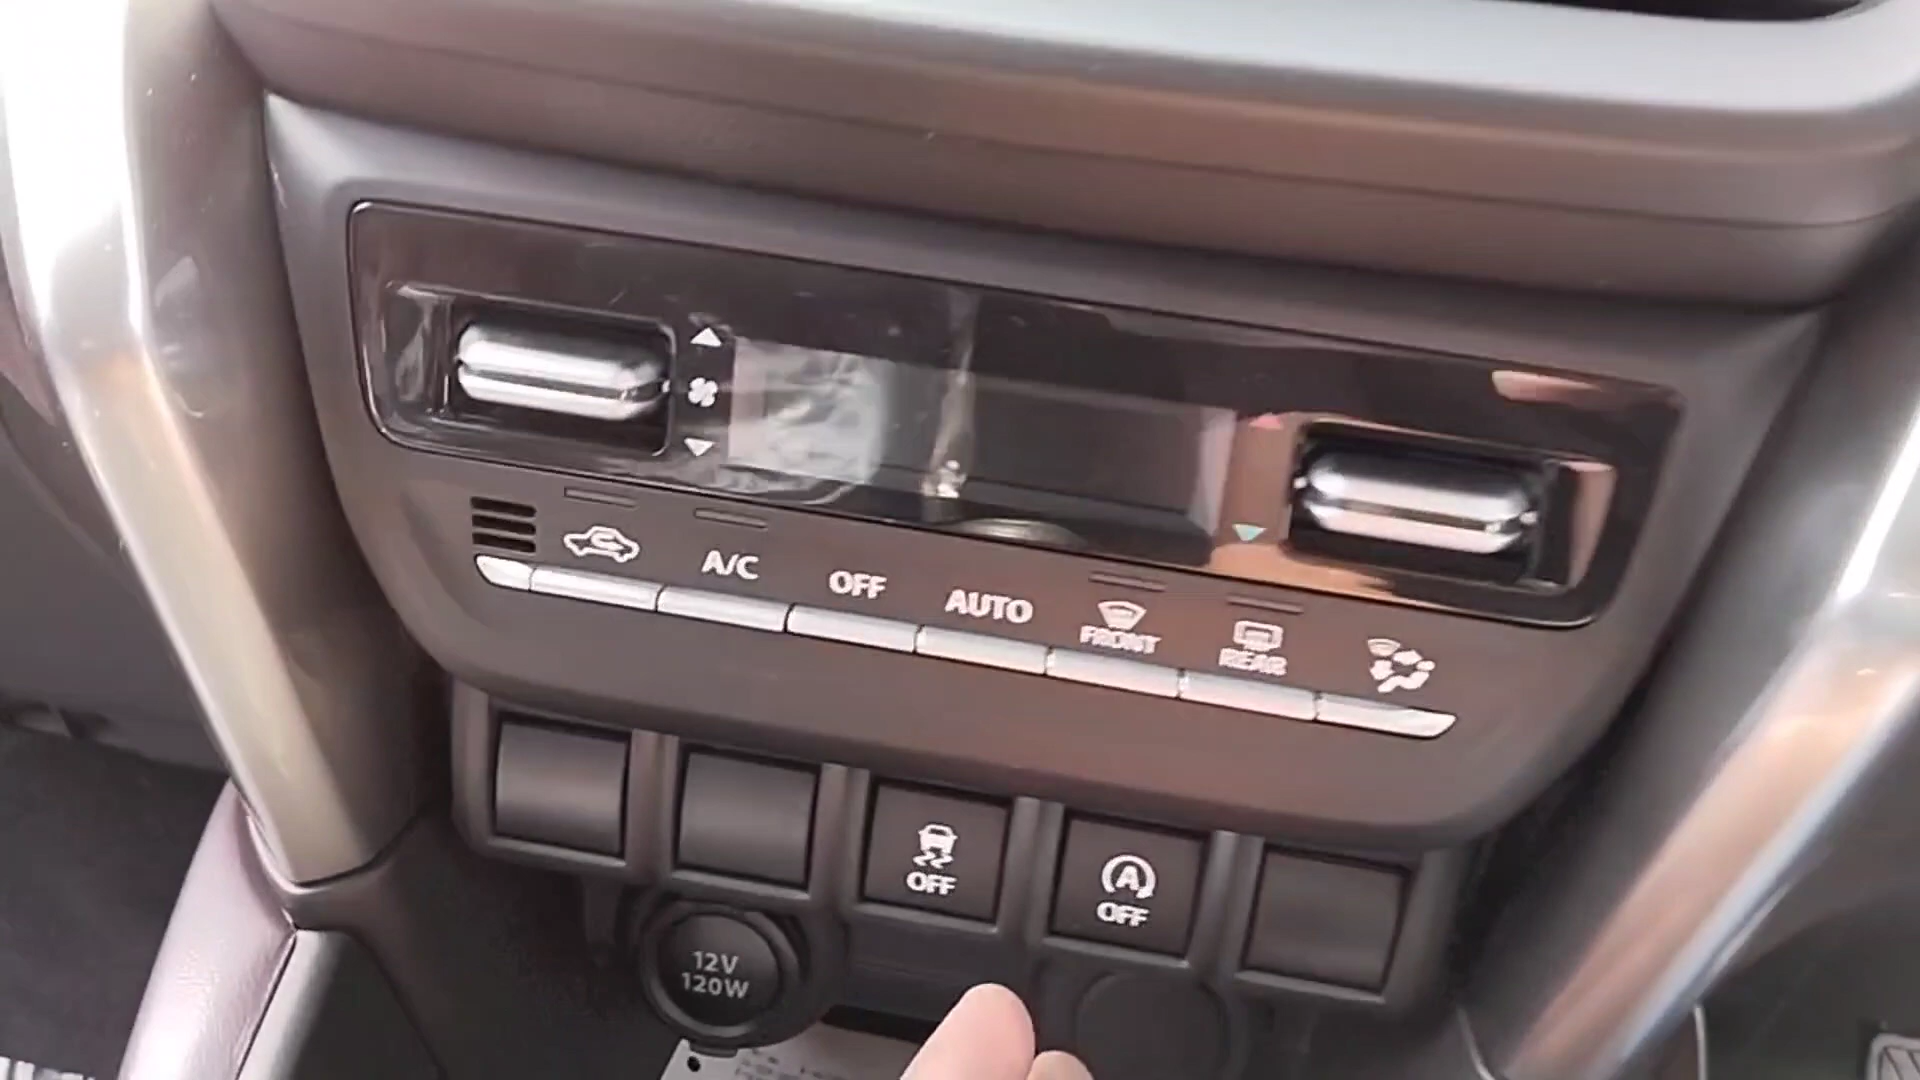 A/C
OFF
AUTO
FRONT
REAR
OFF
A
OFF
12V
120W